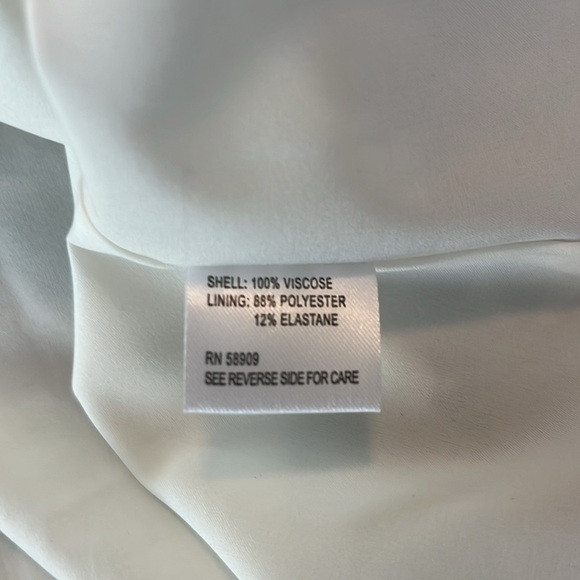 SHELL: 100% VISCOSE
LINING: 88% POLYESTER
12% ELASTANE
RN 58909
SEE REVERSE SIDE FOR CARE